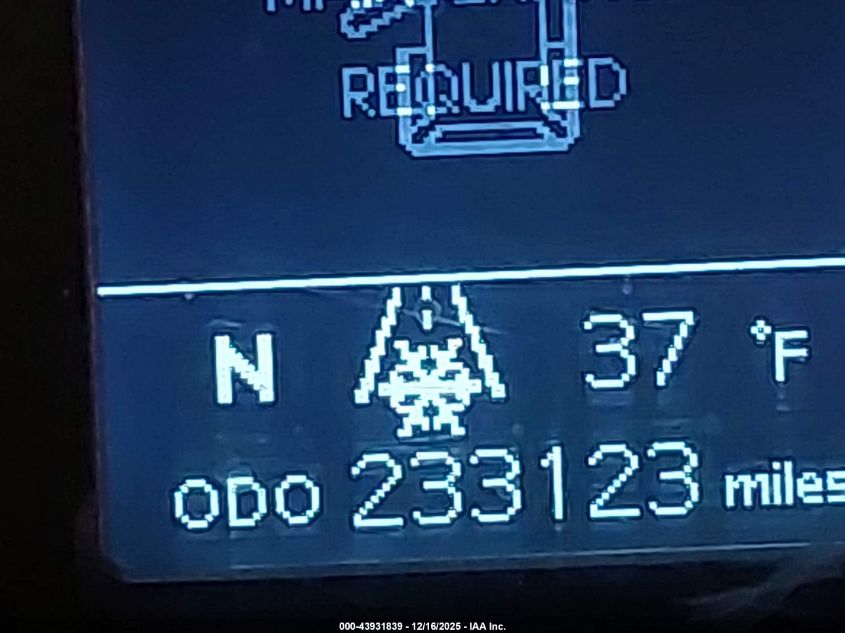 REQUIRED
N 37 °F
ODO 233123 miles
000-43931839 - 12/16/2025 - IAA Inc.